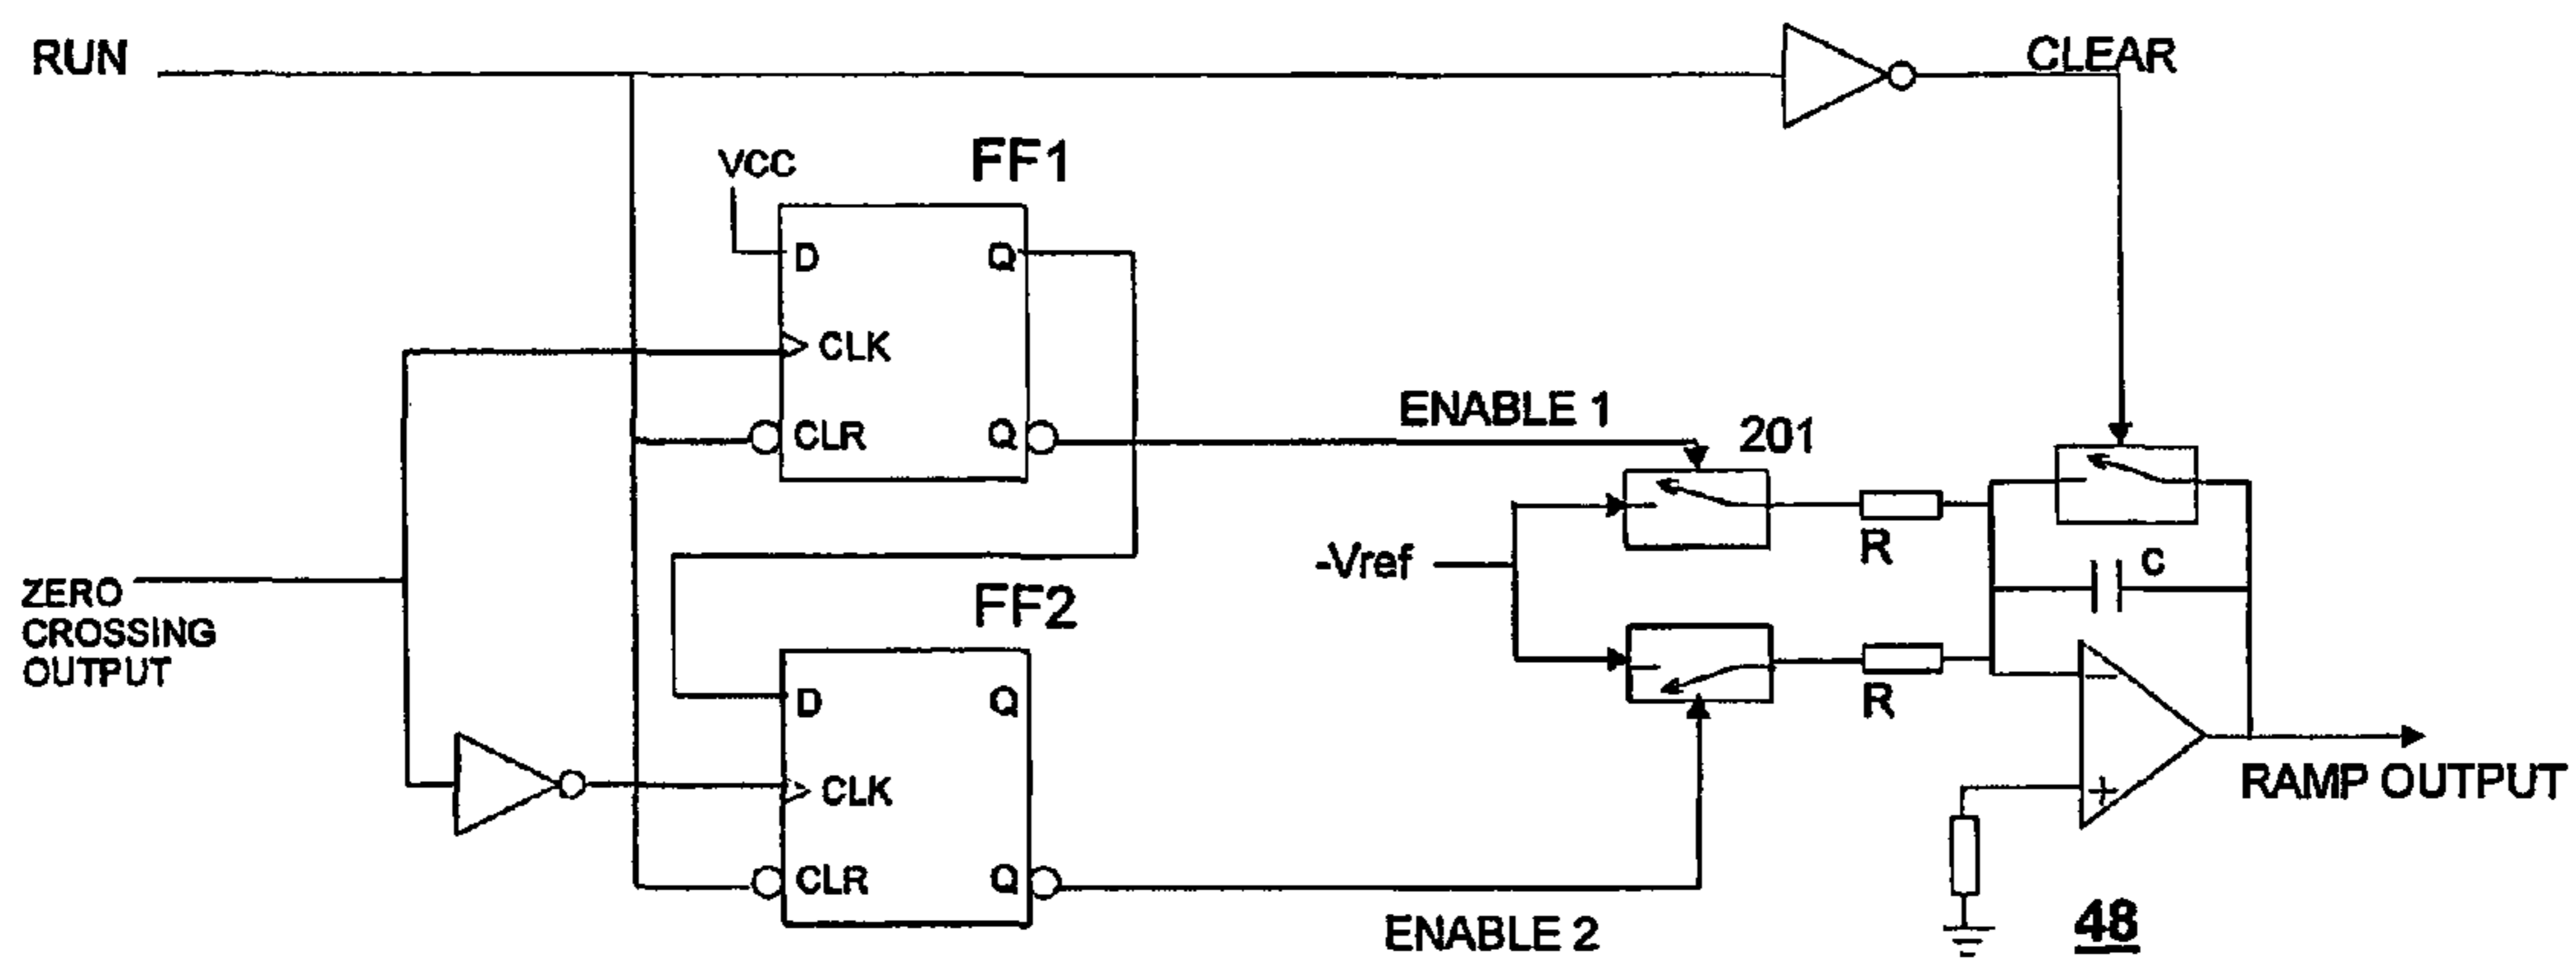 RUN
CLEAR
VCC
FF1
D
Q
CLK
CLR
Q
ENABLE 1
201
-Vref
R
C
ZERO
CROSSING
OUTPUT
FF2
D
Q
CLK
CLR
Q
ENABLE 2
R
−
+
RAMP OUTPUT
48